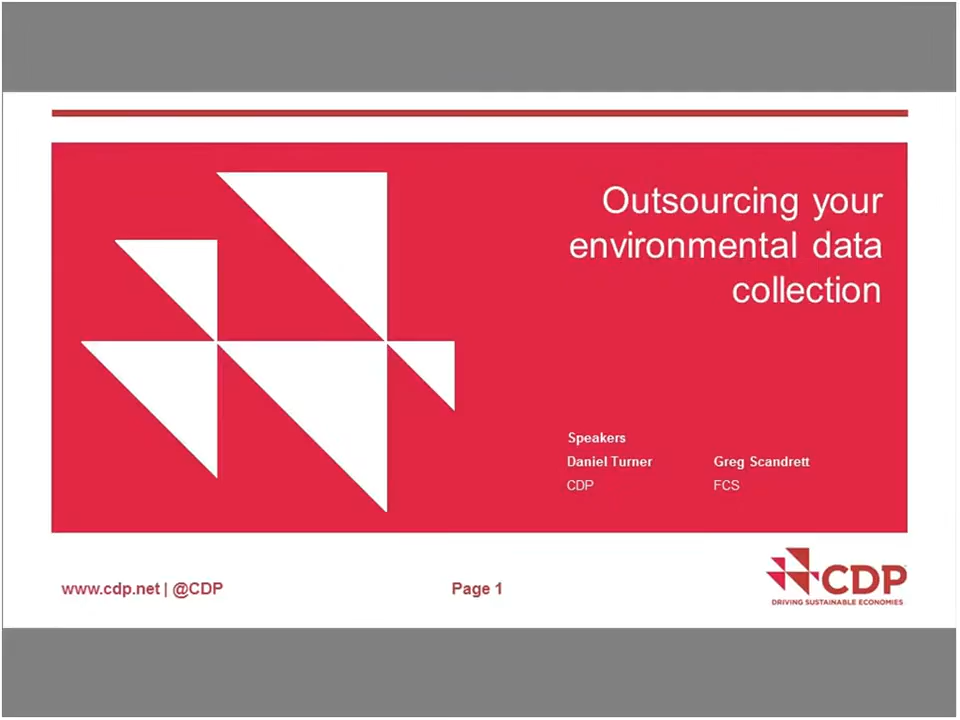 Outsourcing your
environmental data
collection
Speakers
Daniel Turner
CDP
Greg Scandrett
FCS
www.cdp.net | @CDP
Page 1
CDP
DRIVING SUSTAINABLE ECONOMIES